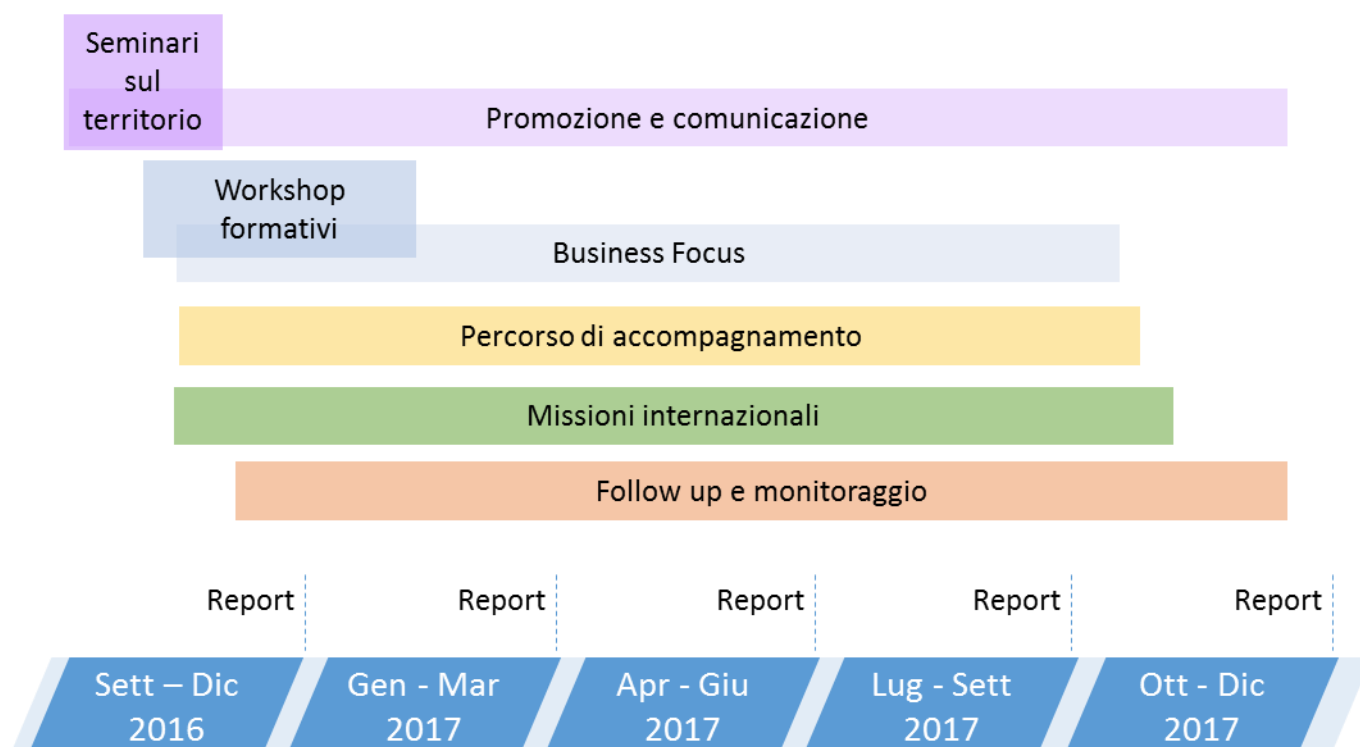 Seminari
sul
territorio
Promozione e comunicazione
Workshop
formativi
Business Focus
Percorso di accompagnamento
Missioni internazionali
Follow up e monitoraggio
Report
Report
Report
Report
Report
Sett – Dic
2016
Gen - Mar
2017
Apr - Giu
2017
Lug - Sett
2017
Ott - Dic
2017